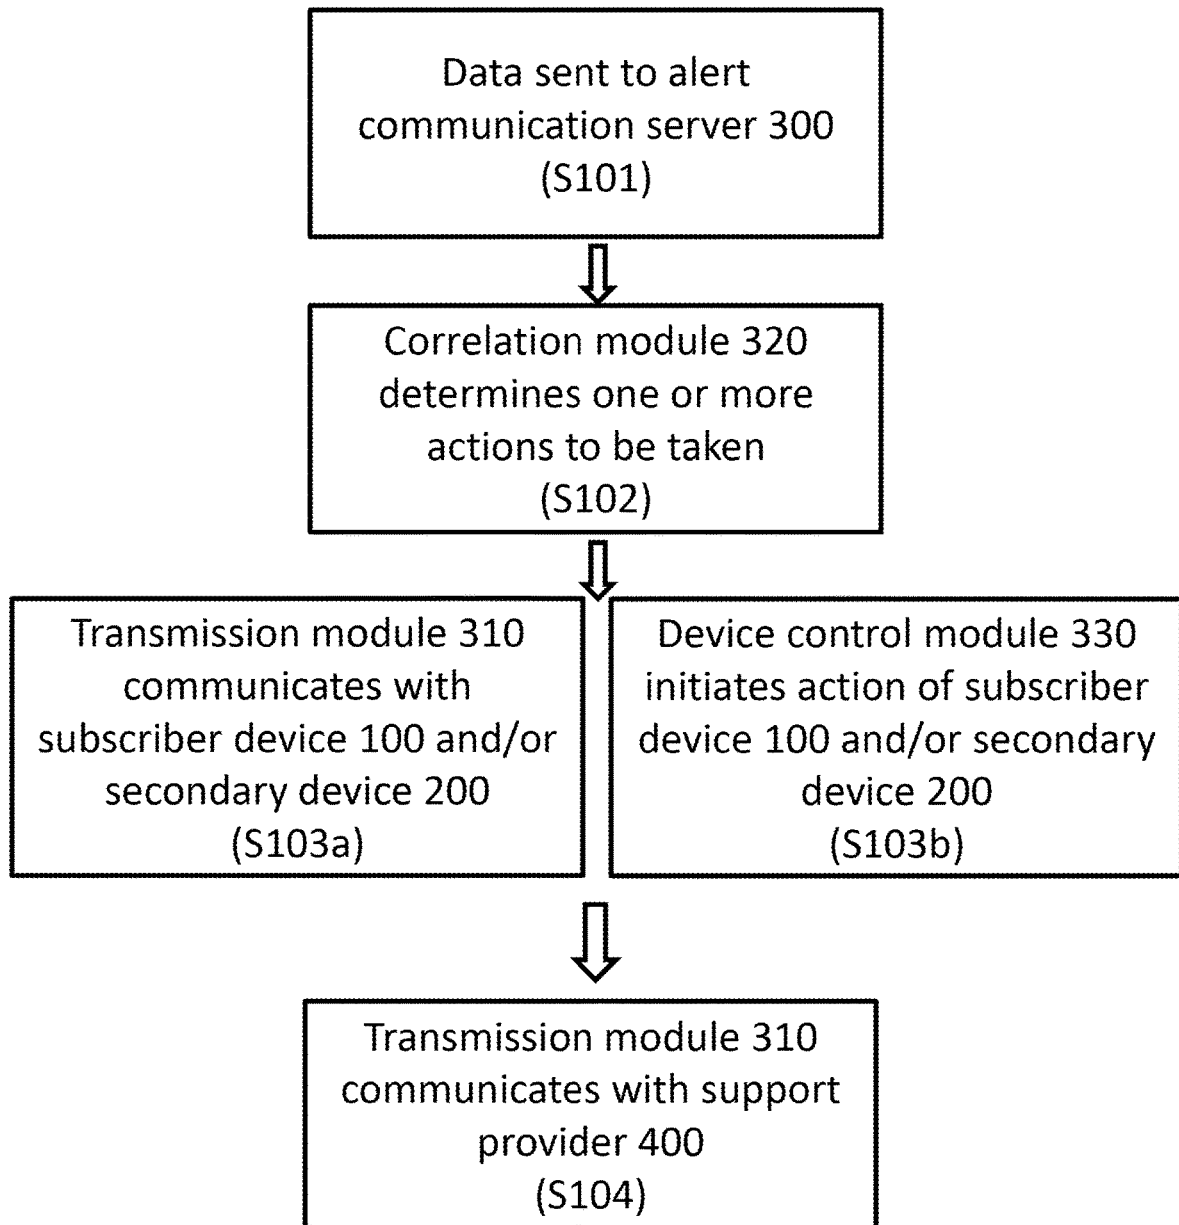 Data sent to alert
communication server 300
(S101)
Correlation module 320
determines one or more
actions to be taken
(S102)
Transmission module 310
communicates with
subscriber device 100 and/or
secondary device 200
(S103a)
Device control module 330
initiates action of subscriber
device 100 and/or secondary
device 200
(S103b)
Transmission module 310
communicates with support
provider 400
(S104)